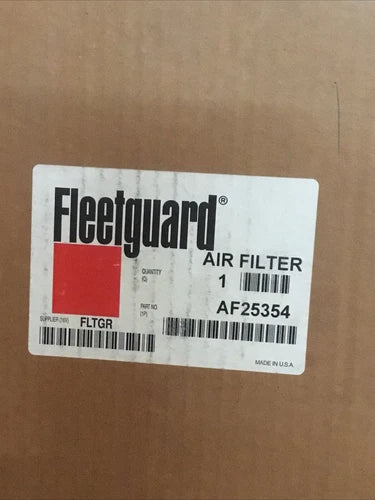 Fleetguard®
AIR FILTER
QUANTITY
(Q)
1
PART NO.
(1P)
AF25354
SUPPLIER (16V)
FLTGR
MADE IN U.S.A.